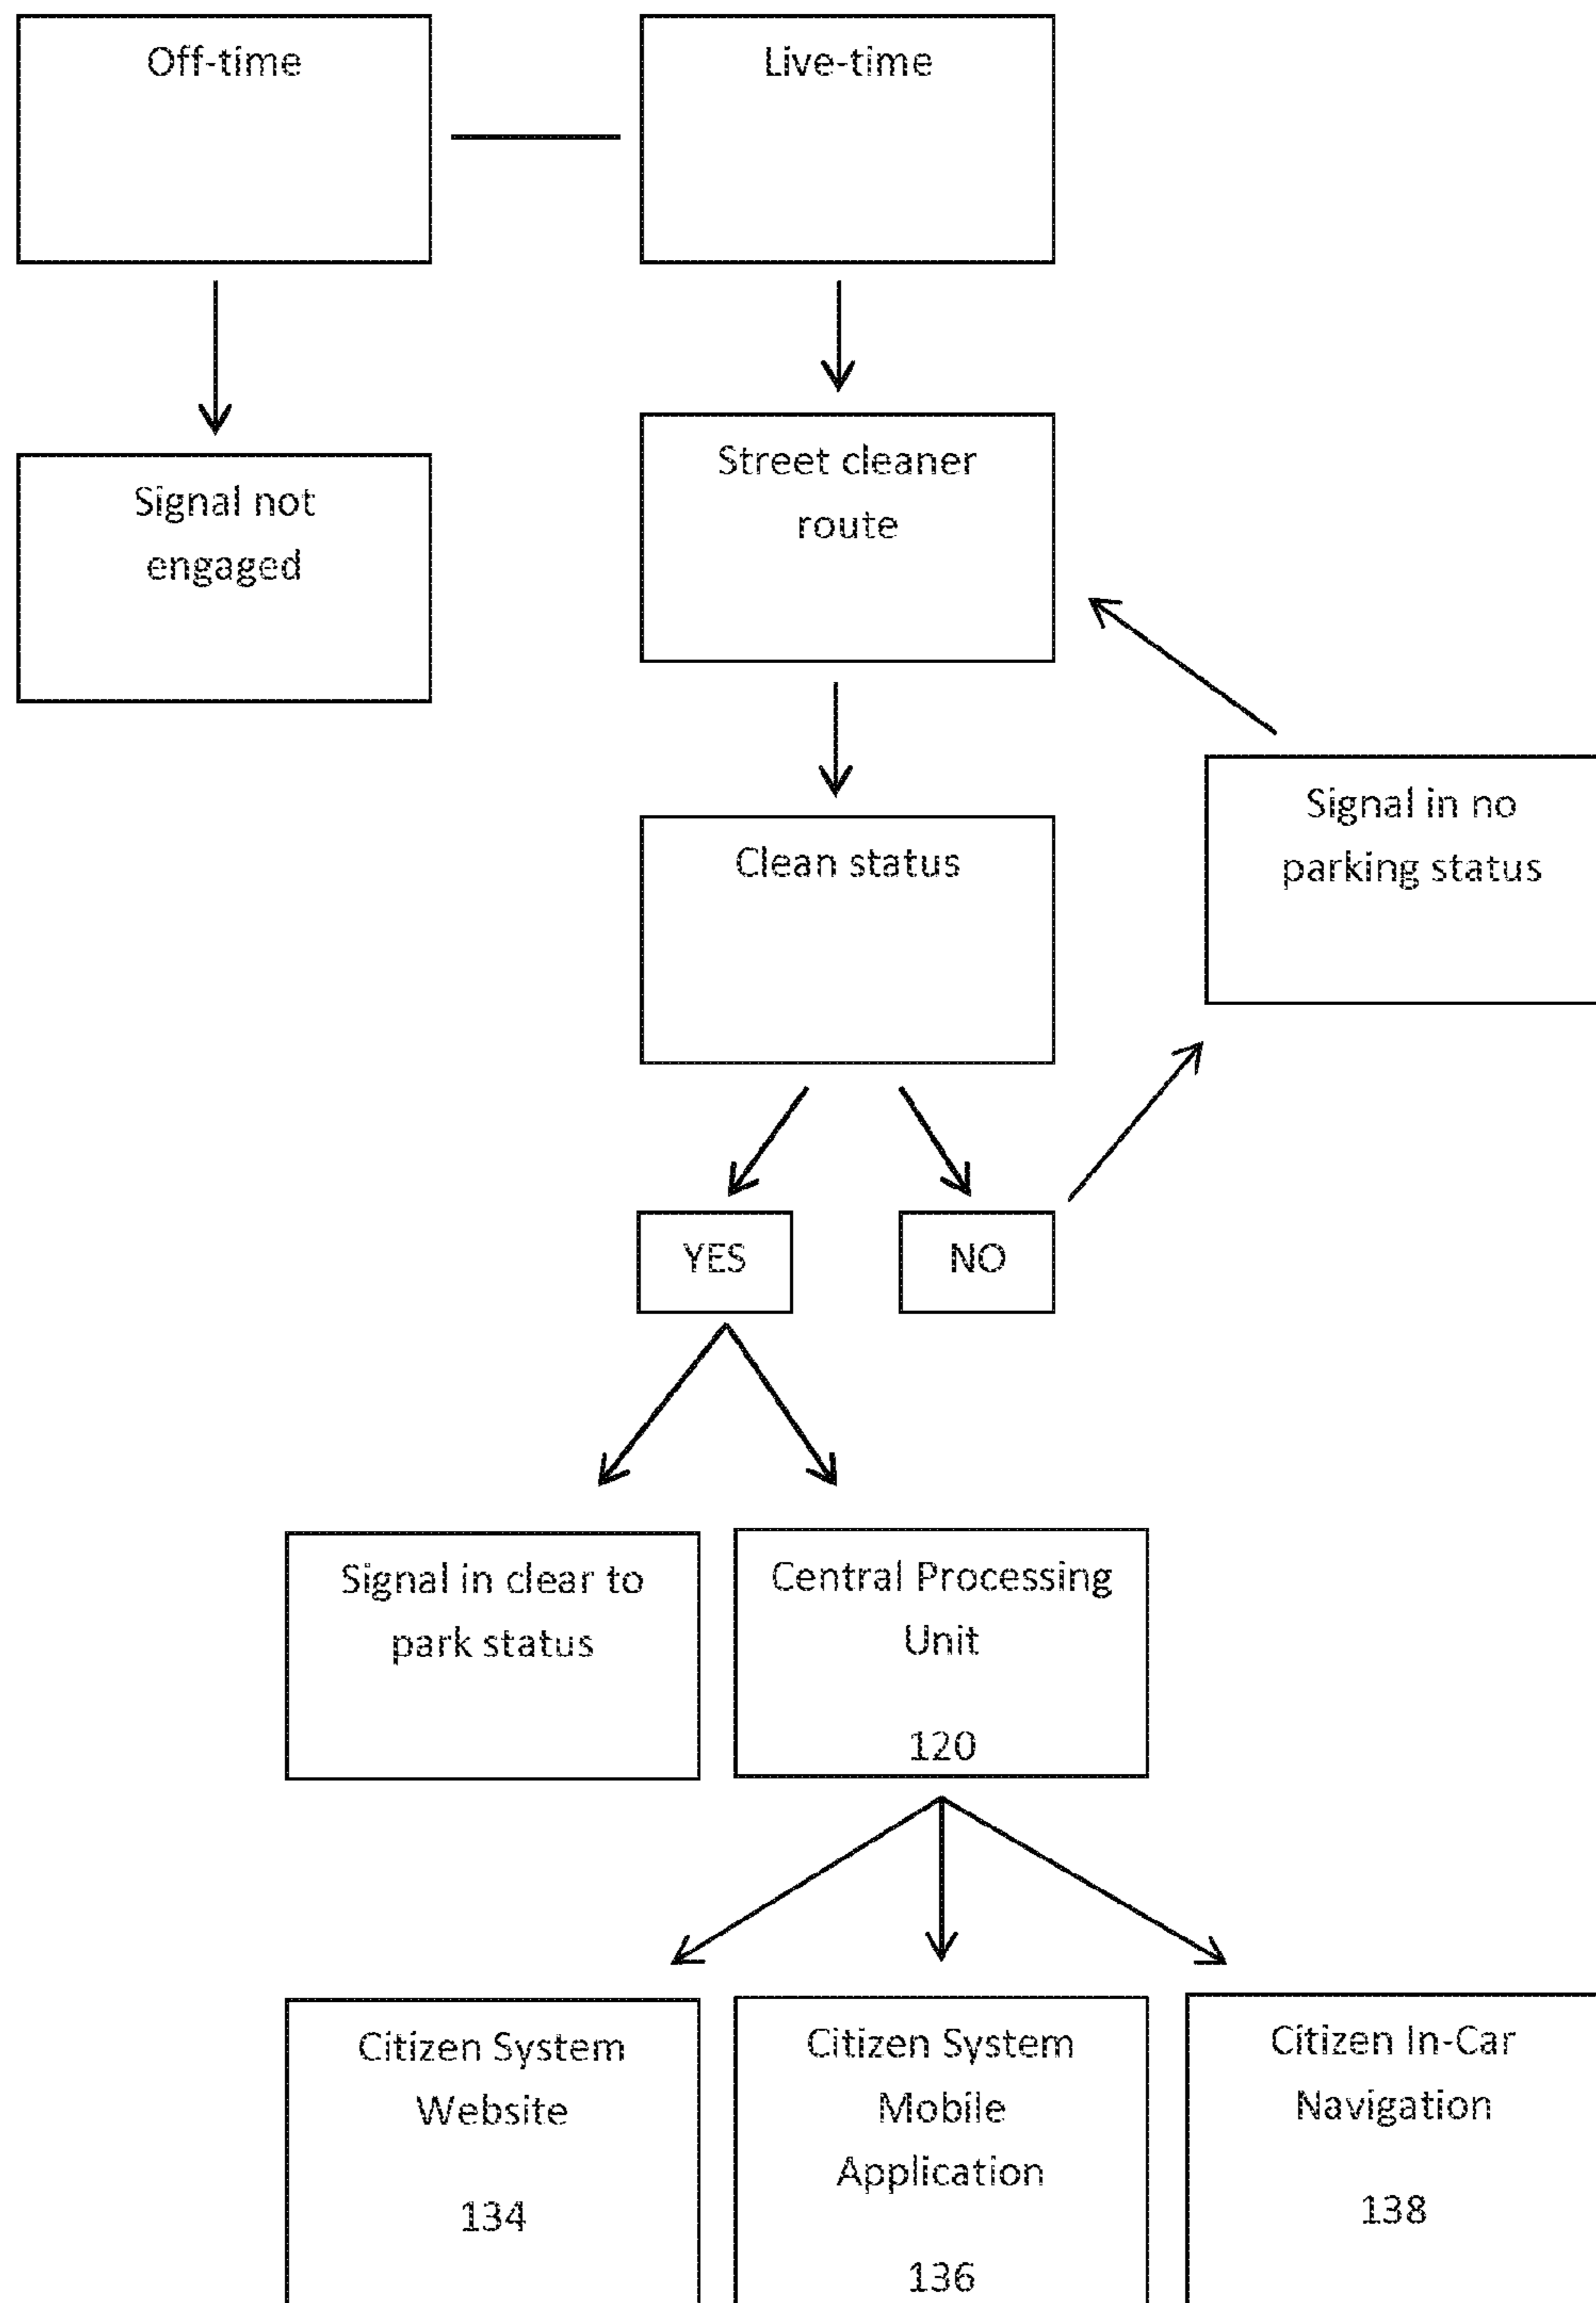 Off-time
Live-time
Signal not
engaged
Street cleaner
route
Signal in no
parking status
Clean status
YES
NO
Signal in clear to
park status
Central Processing
Unit
120
Citizen System
Website
134
Citizen System
Mobile
Application
136
Citizen In-Car
Navigation
138